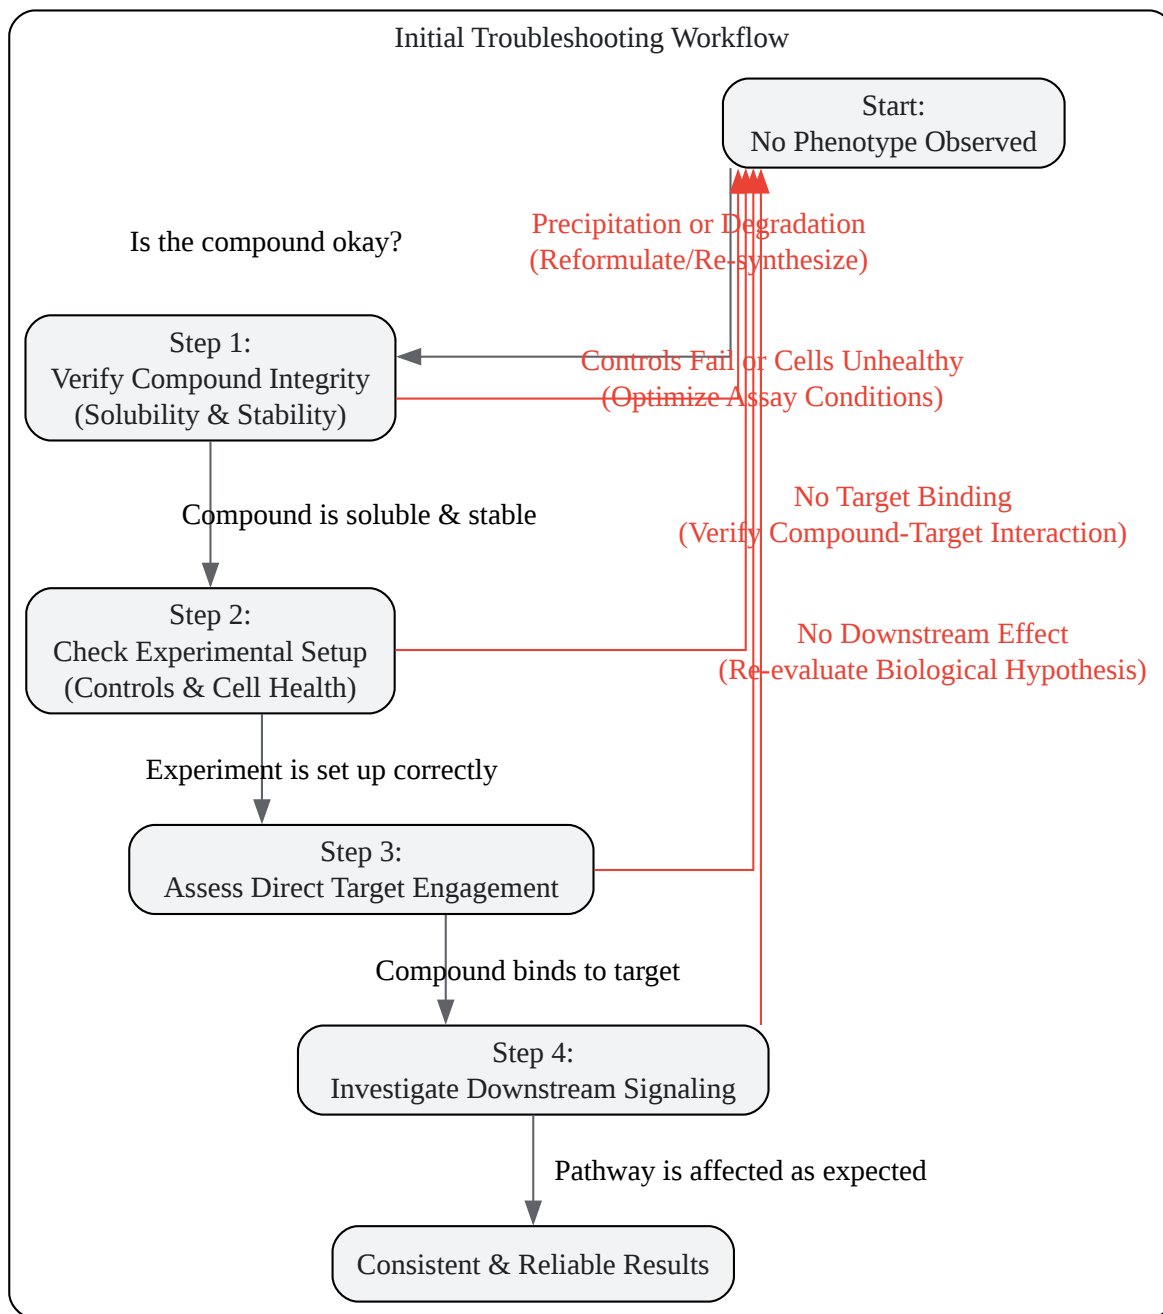 Initial Troubleshooting Workflow
Start:
No Phenotype Observed
Precipitation or Degradation
(Reformulate/Re-synthesize)
Is the compound okay?
Step 1:
Verify Compound Integrity
(Solubility & Stability)
Controls Fail or Cells Unhealthy
(Optimize Assay Conditions)
Compound is soluble & stable
No Target Binding
(Verify Compound-Target Interaction)
Step 2:
Check Experimental Setup
(Controls & Cell Health)
No Downstream Effect
(Re-evaluate Biological Hypothesis)
Experiment is set up correctly
Step 3:
Assess Direct Target Engagement
Compound binds to target
Step 4:
Investigate Downstream Signaling
Pathway is affected as expected
Consistent & Reliable Results